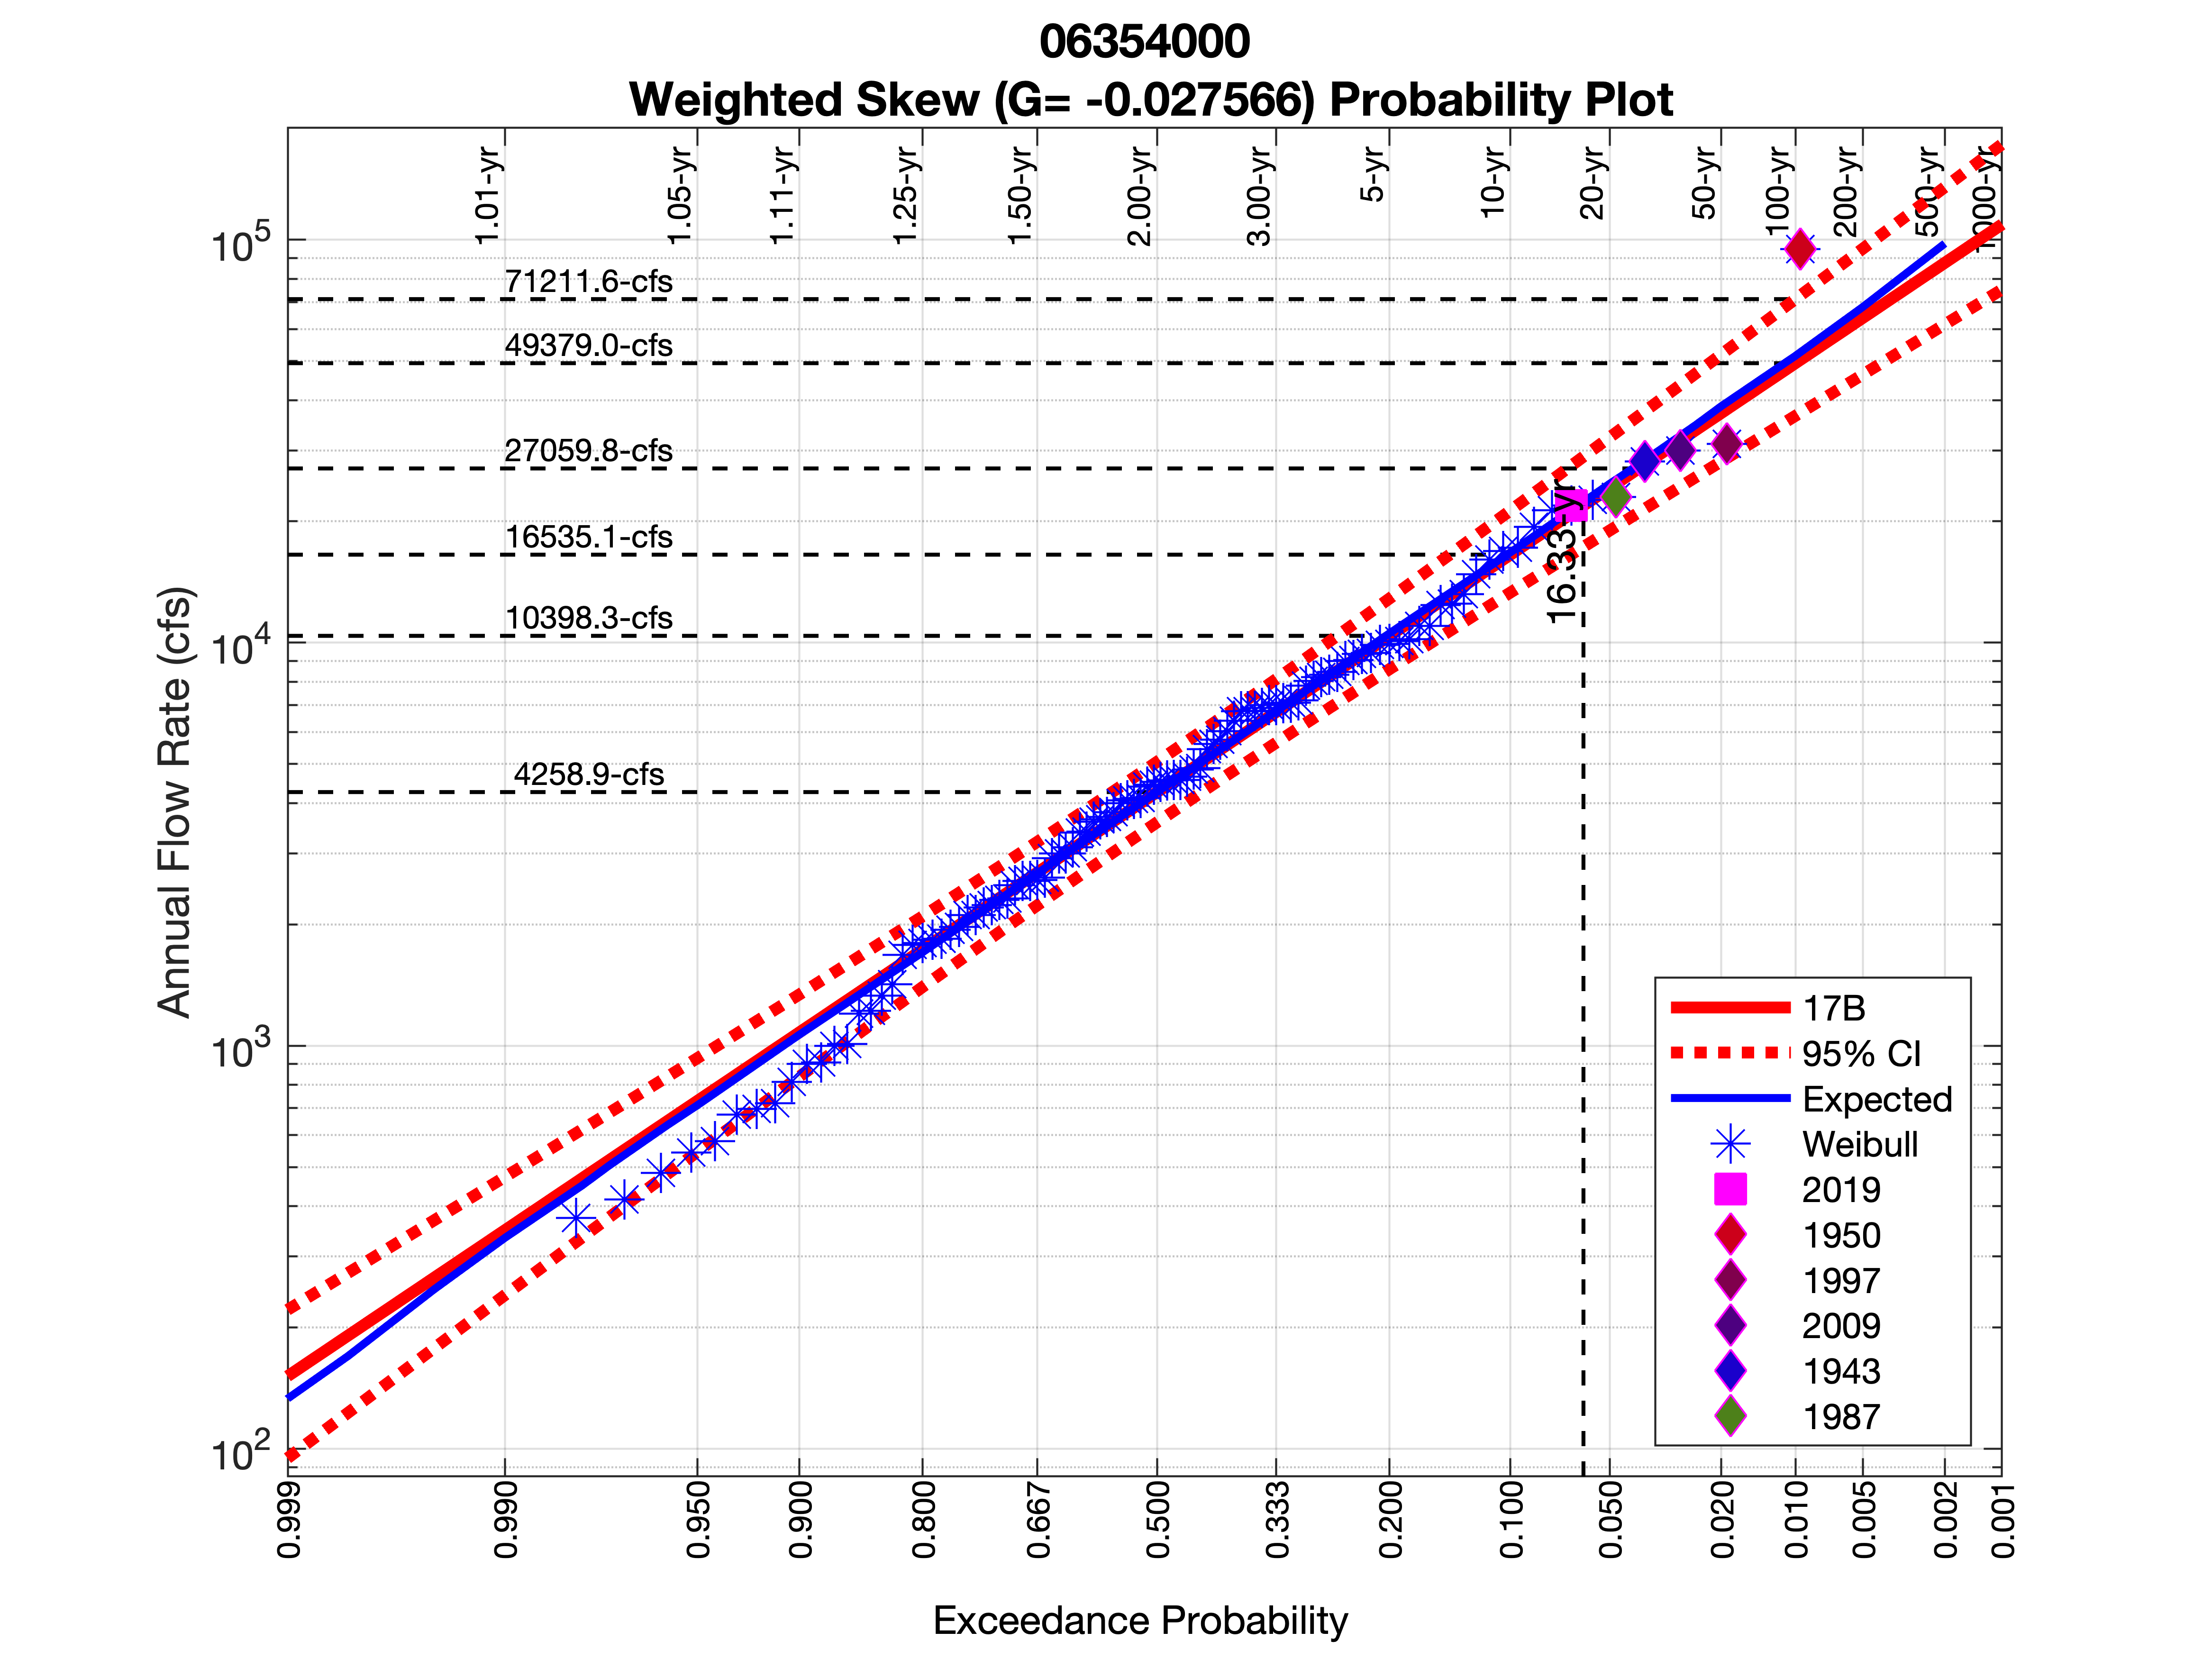 06354000
Weighted Skew (G= -0.027566) Probability Plot
1.01-yr
1.05-yr
1.11-yr
1.25-yr
1.50-yr
2.00-yr
3.00-yr
5-yr
10-yr
20-yr
50-yr
100-yr
200-yr
500-yr
1000-yr
Annual Flow Rate (cfs)
10^5
10^4
10^3
10^2
71211.6-cfs
49379.0-cfs
27059.8-cfs
16535.1-cfs
10398.3-cfs
4258.9-cfs
16.33-yr
17B
95% CI
Expected
Weibull
2019
1950
1997
2009
1943
1987
0.999
0.990
0.950
0.900
0.800
0.667
0.500
0.333
0.200
0.100
0.050
0.020
0.010
0.005
0.002
0.001
Exceedance Probability